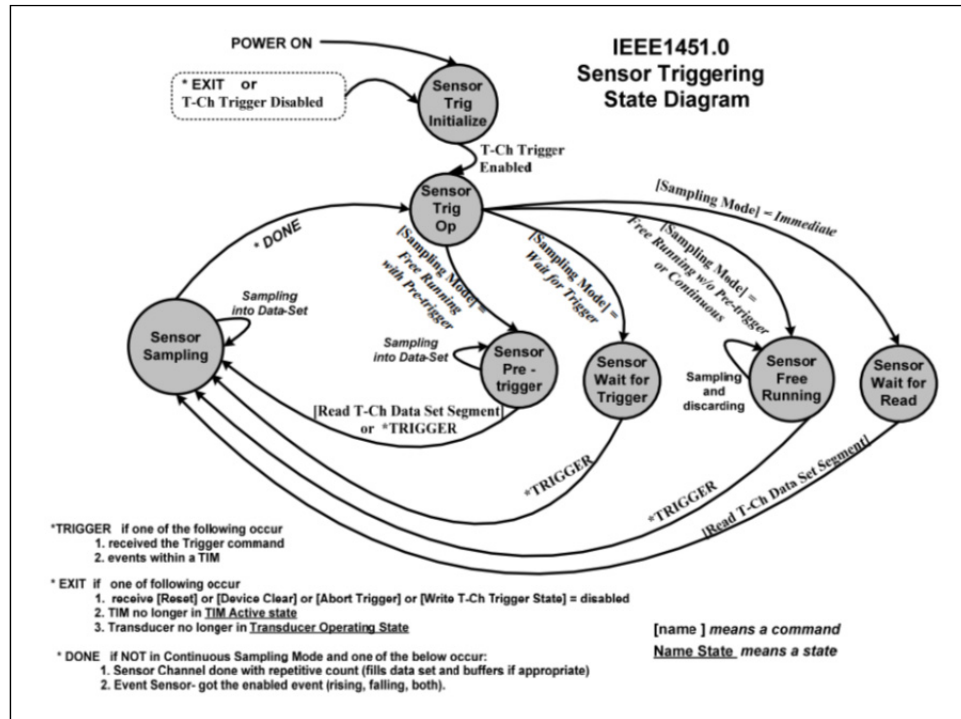 POWER ON
IEEE1451.0
Sensor Triggering
State Diagram
* EXIT or
T-Ch Trigger Disabled
Sensor
Trig
Initialize
T-Ch Trigger
Enabled
Sensor
Trig
Op
* DONE
[Sampling Mode] =
Free Running
with Pre-trigger
[Sampling Mode] =
Wait for Trigger
[Sampling Mode] =
Free Running w/o Pre-trigger
or Continuous
[Sampling Mode] = Immediate
Sampling
into Data-Set
Sensor
Sampling
Sampling
into Data-Set
Sensor
Pre -
trigger
Sensor
Wait for
Trigger
Sampling
and
discarding
Sensor
Free
Running
Sensor
Wait for
Read
[Read T-Ch Data Set Segment]
or *TRIGGER
*TRIGGER
*TRIGGER
[Read T-Ch Data Set Segment]
*TRIGGER if one of the following occur
1. received the Trigger command
2. events within a TIM
* EXIT if one of following occur
1. receive [Reset] or [Device Clear] or [Abort Trigger] or [Write T-Ch Trigger State] = disabled
2. TIM no longer in TIM Active state
3. Transducer no longer in Transducer Operating State
* DONE if NOT in Continuous Sampling Mode and one of the below occur:
1. Sensor Channel done with repetitive count (fills data set and buffers if appropriate)
2. Event Sensor- got the enabled event (rising, falling, both).
[name ] means a command
Name State means a state